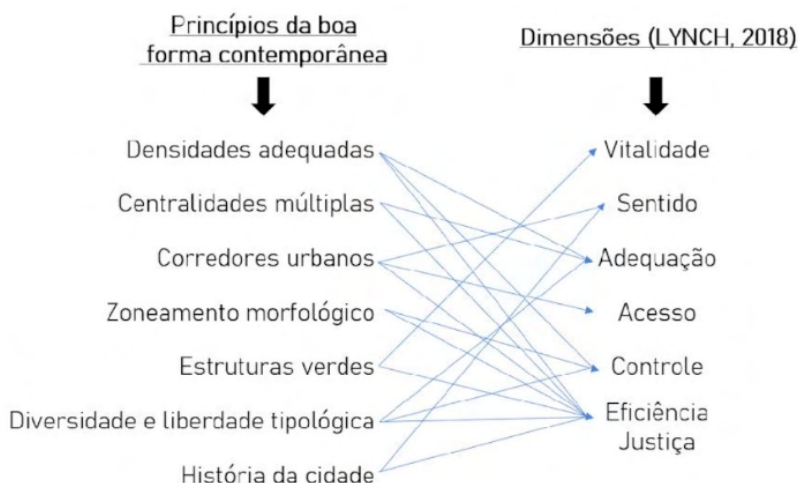 Princípios da boa
forma contemporânea
Dimensões (LYNCH, 2018)
Densidades adequadas
Vitalidade
Centralidades múltiplas
Sentido
Corredores urbanos
Adequação
Zoneamento morfológico
Acesso
Estruturas verdes
Controle
Diversidade e liberdade tipológica
Eficiência
Justiça
História da cidade